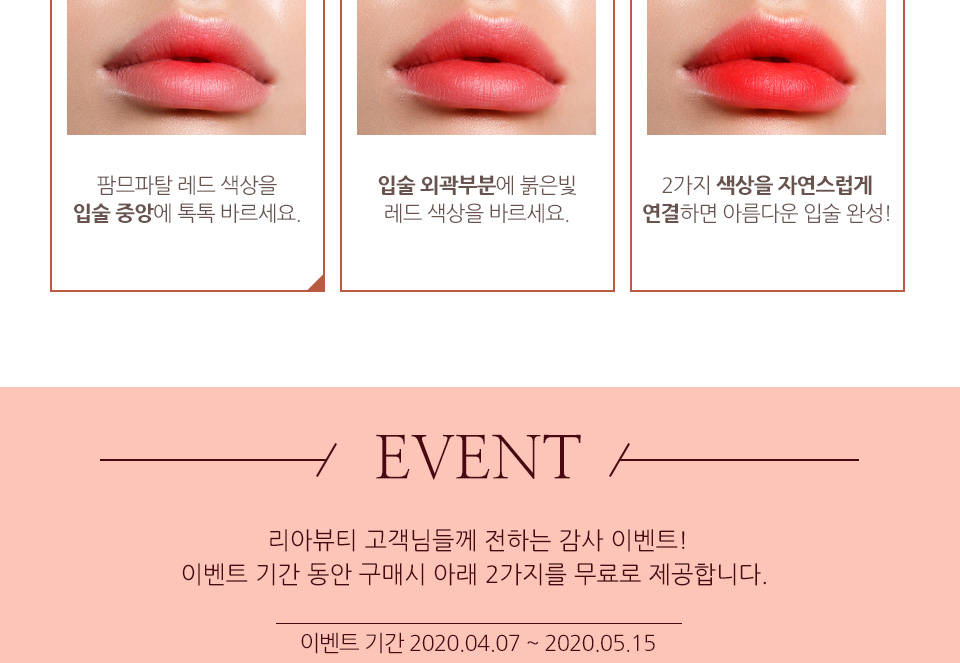 팜므파탈 레드 색상을
입술 중앙에 톡톡 바르세요.
입술 외곽부분에 붉은빛
레드 색상을 바르세요.
2가지 색상을 자연스럽게
연결하면 아름다운 입술 완성!
EVENT
리아뷰티 고객님들께 전하는 감사 이벤트!
이벤트 기간 동안 구매시 아래 2가지를 무료로 제공합니다.
이벤트 기간 2020.04.07 ~ 2020.05.15